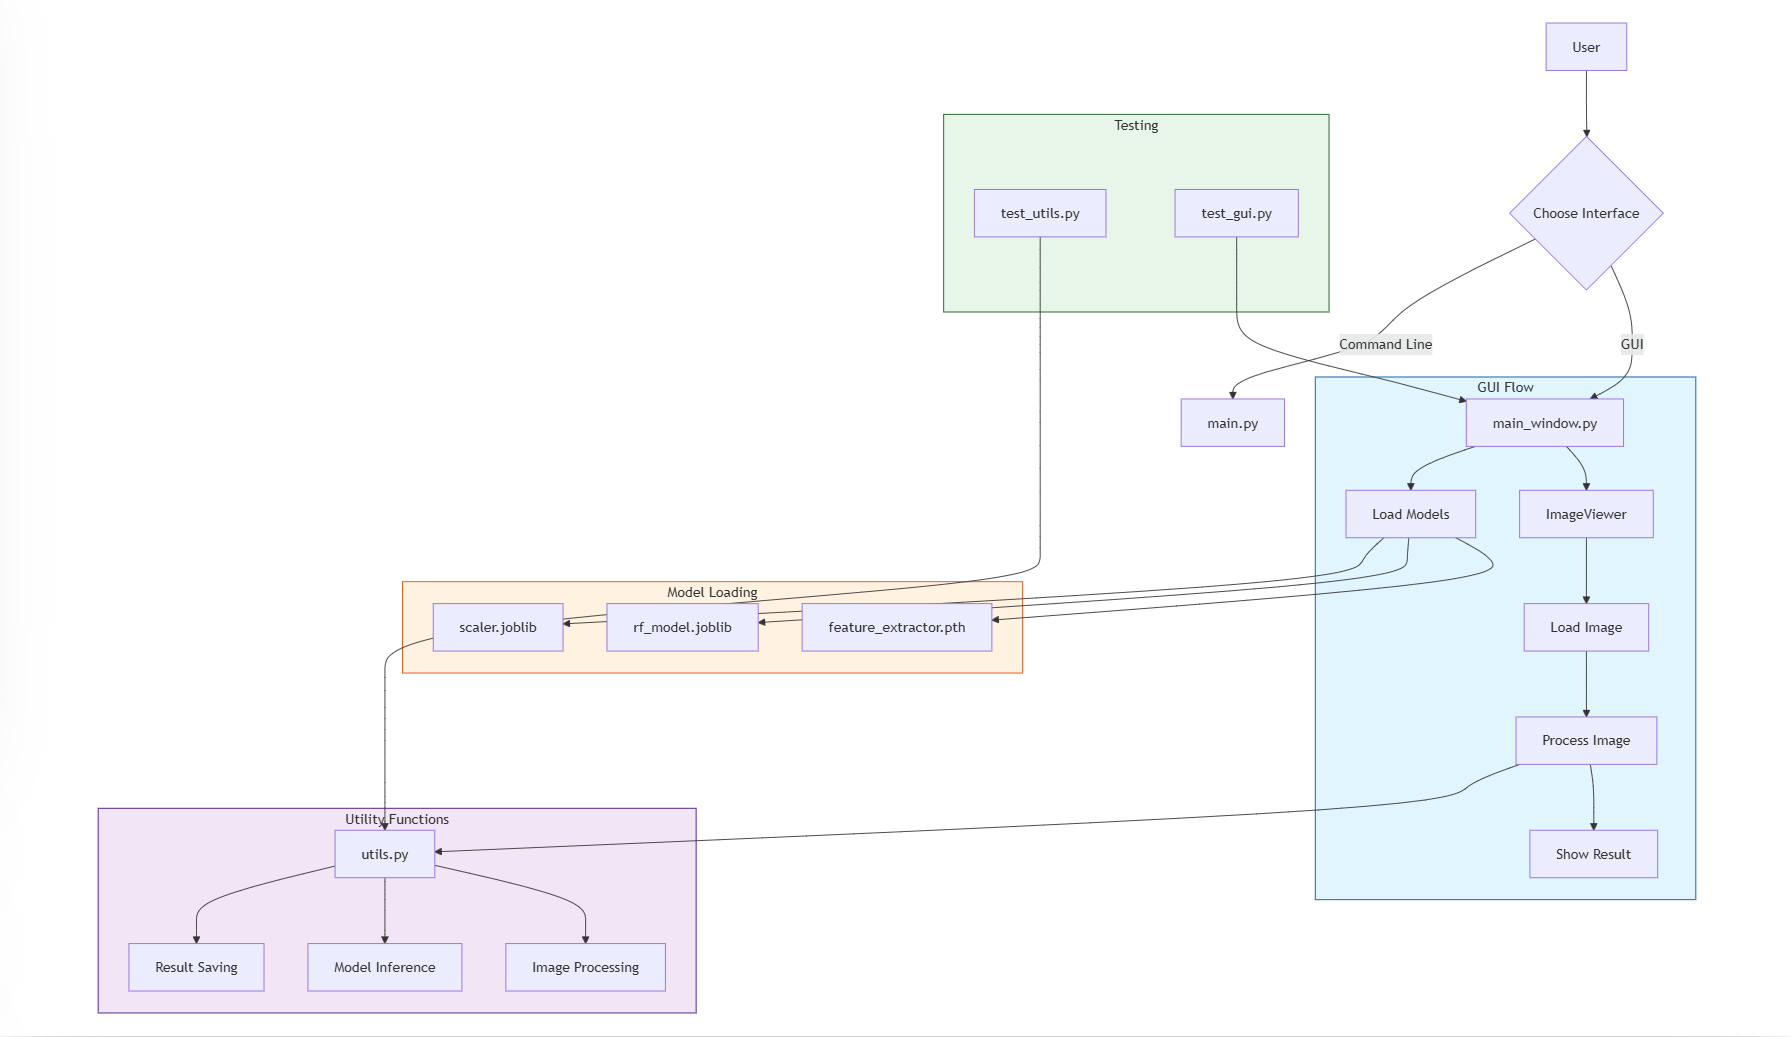 User
Testing
test_utils.py
test_gui.py
Choose Interface
Command Line
GUI
GUI Flow
main.py
main_window.py
Load Models
ImageViewer
Model Loading
scaler.joblib
rf_model.joblib
feature_extractor.pth
Load Image
Process Image
Utility Functions
utils.py
Show Result
Result Saving
Model Inference
Image Processing